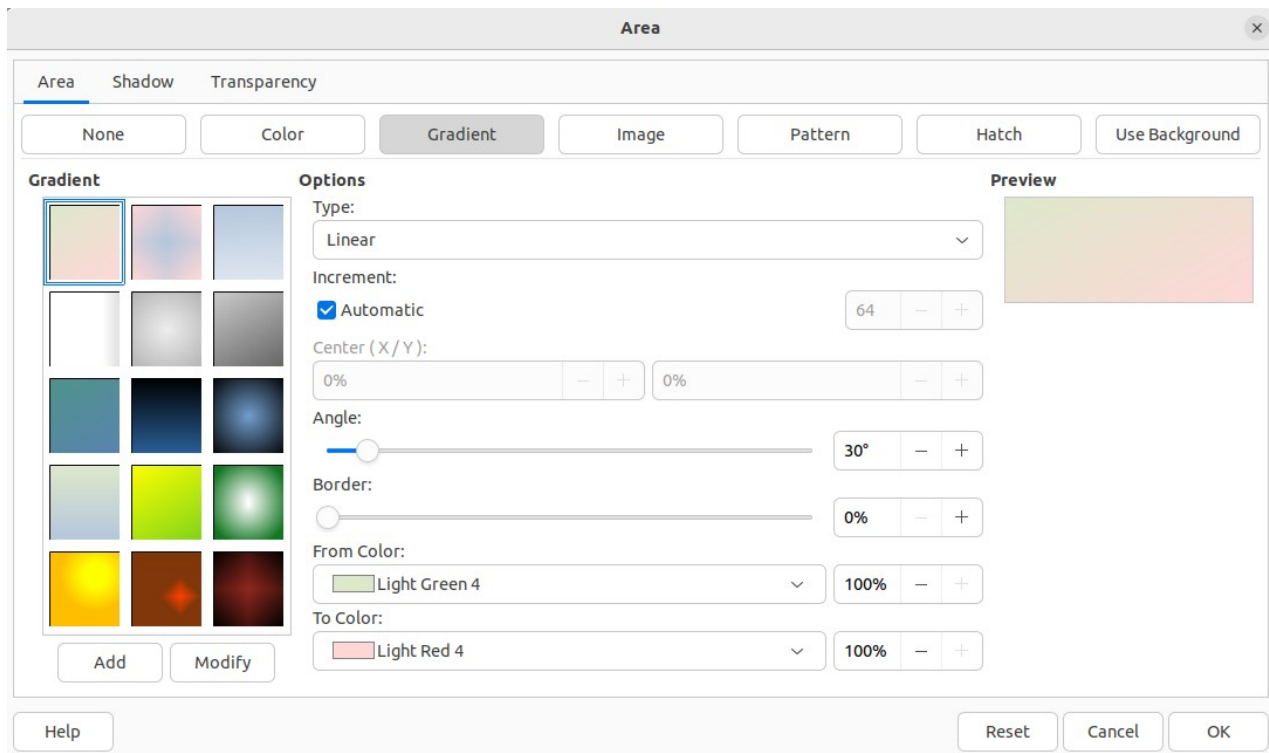 Area
Area Shadow Transparency
None Color Gradient Image Pattern Hatch Use Background
Gradient
Options
Type:
Linear
Increment:
Automatic 64
Center ( X / Y ):
0% 0%
Angle:
30°
Border:
0%
From Color:
Light Green 4 100%
To Color:
Light Red 4 100%
Preview
Add Modify
Help Reset Cancel OK